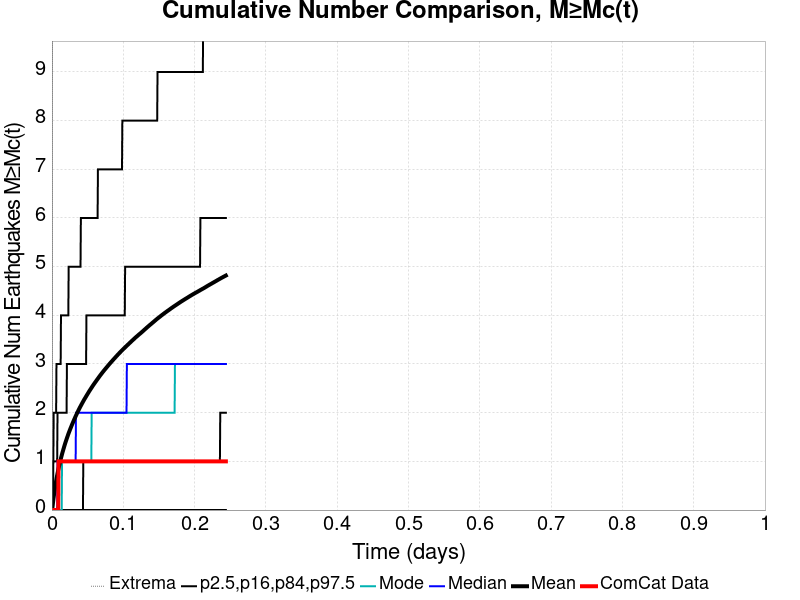 Cumulative Number Comparison, M≥Mc(t)
Cumulative Num Earthquakes M≥Mc(t)
9
8
7
6
5
4
3
2
1
0
0 0.1 0.2 0.3 0.4 0.5 0.6 0.7 0.8 0.9 1
Time (days)
Extrema p2.5,p16,p84,p97.5 Mode Median Mean ComCat Data